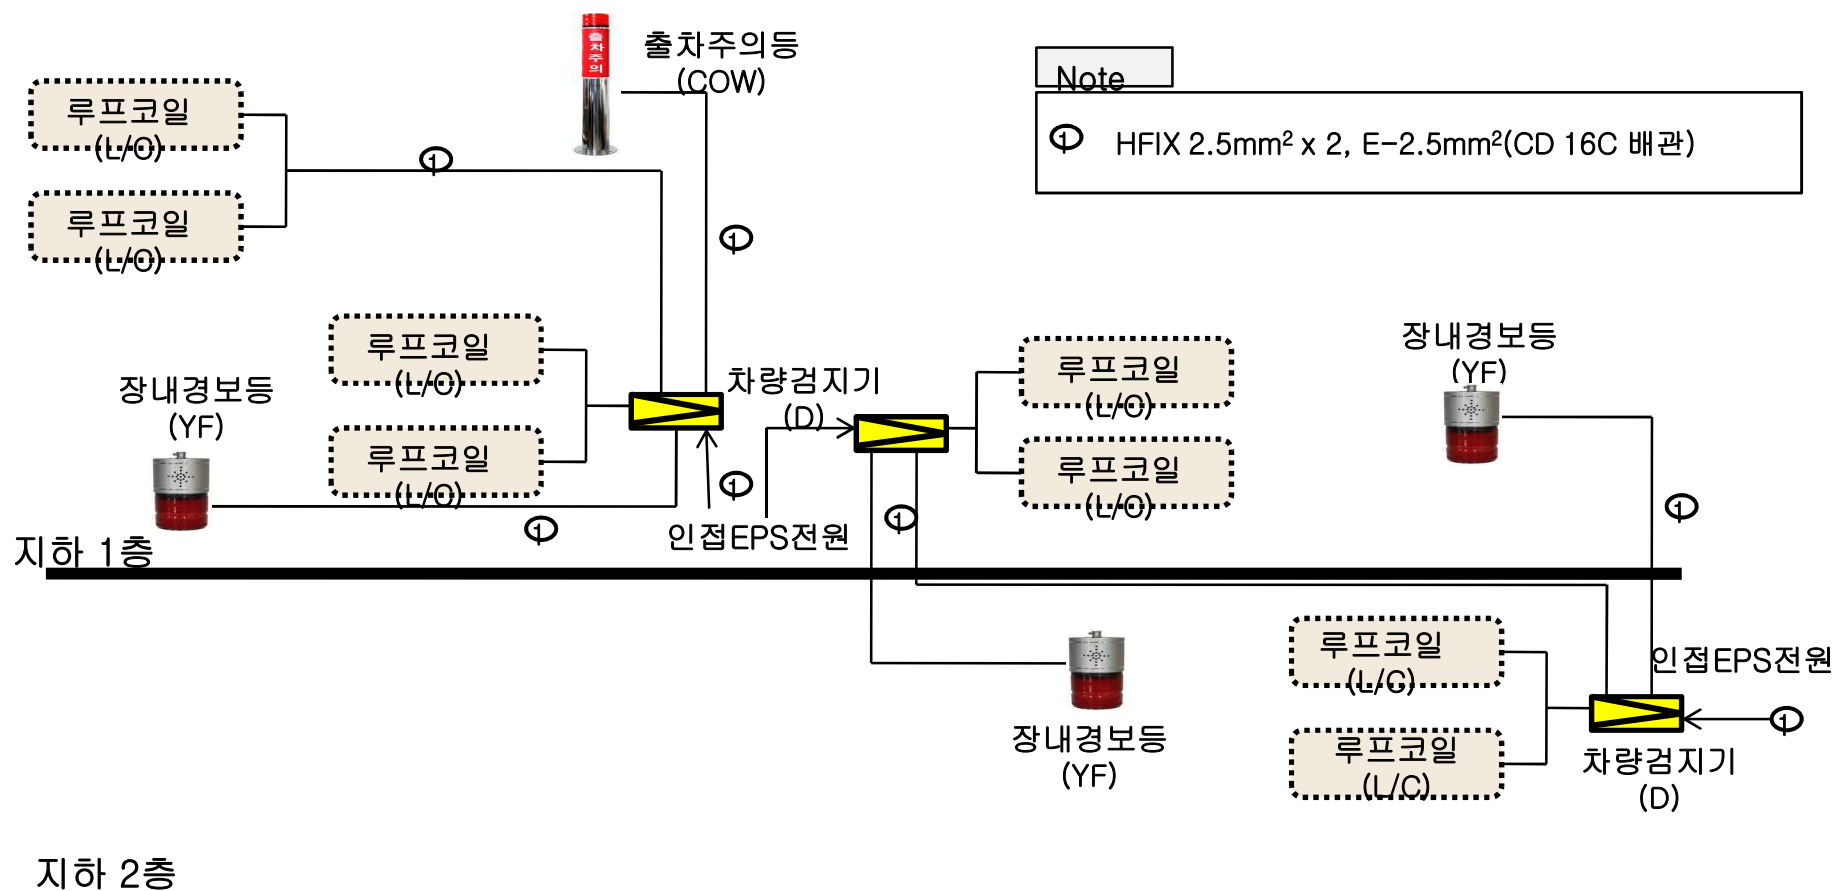 출차주의
출차주의등
(COW)
Note
① HFIX 2.5mm² x 2, E-2.5mm²(CD 16C 배관)
루프코일
(L/C)
①
루프코일
(L/C)
①
루프코일
(L/C)
장내경보등
(YF)
차량검지기
(D)
루프코일
(L/C)
장내경보등
(YF)
루프코일
(L/C)
①
루프코일
(L/C)
①
①
①
인접EPS전원
지하 1층
루프코일
(L/C)
인접EPS전원
①
장내경보등
(YF)
루프코일
(L/C)
차량검지기
(D)
지하 2층